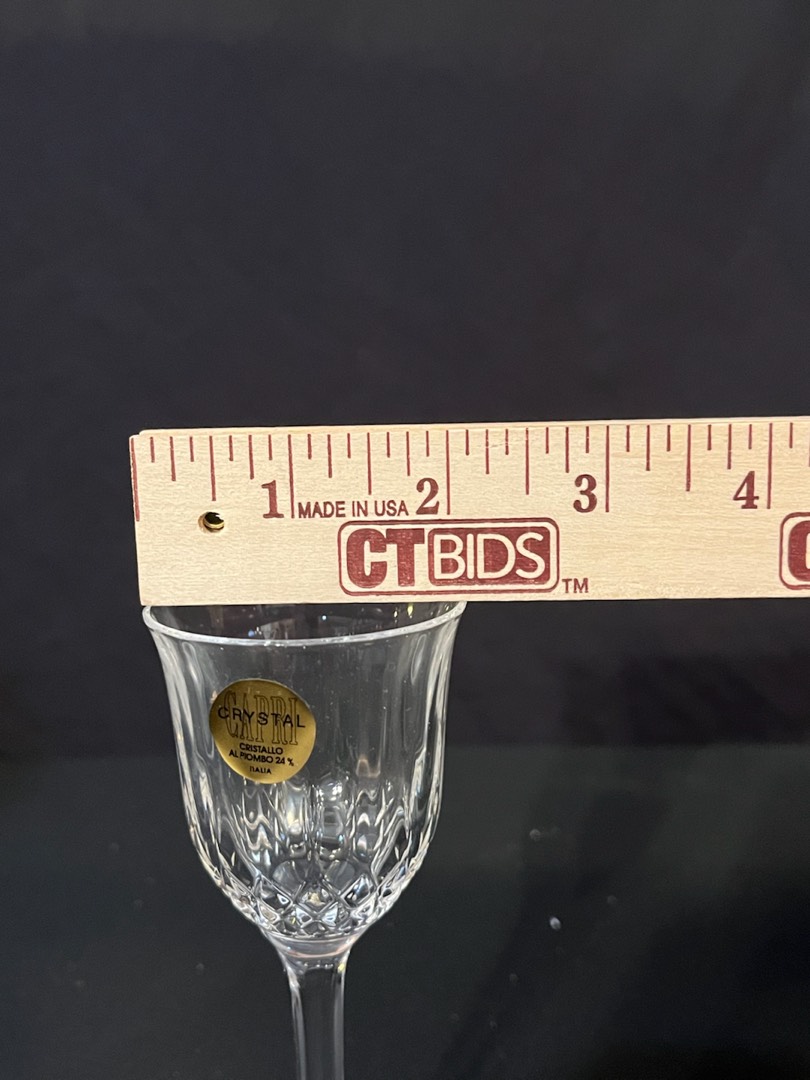 1 MADE IN USA 2 3 4
CTBIDS TM
CAPRI
CRYSTAL
CRISTALLO
AL PIOMBO 24 %
ITALIA